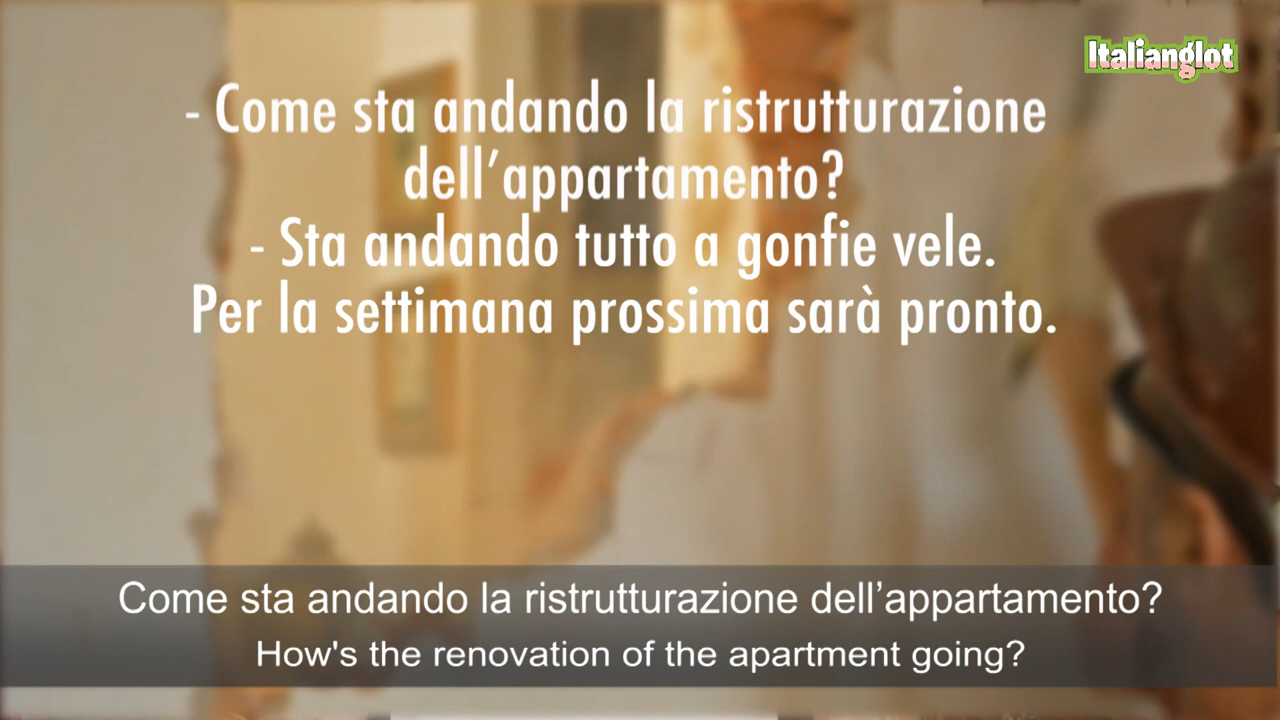 Italianglot
- Come sta andando la ristrutturazione
dell’appartamento?
- Sta andando tutto a gonfie vele.
Per la settimana prossima sarà pronto.
Come sta andando la ristrutturazione dell’appartamento?
How's the renovation of the apartment going?